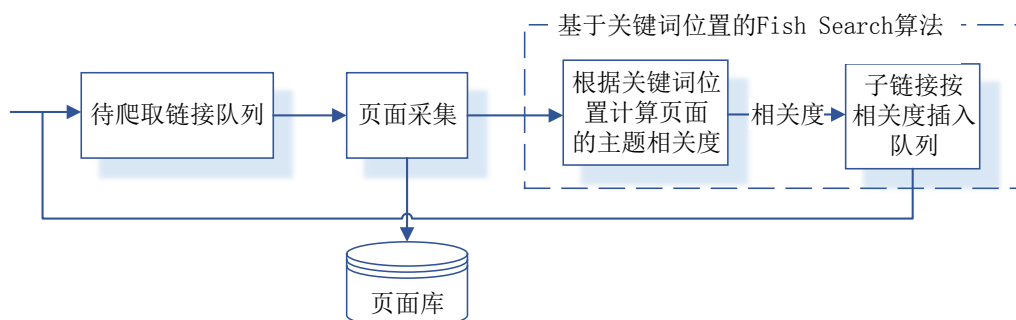 基于关键词位置的Fish Search算法
待爬取链接队列
页面采集
根据关键词位
置计算页面
的主题相关度
相关度
子链接按
相关度插入
队列
页面库